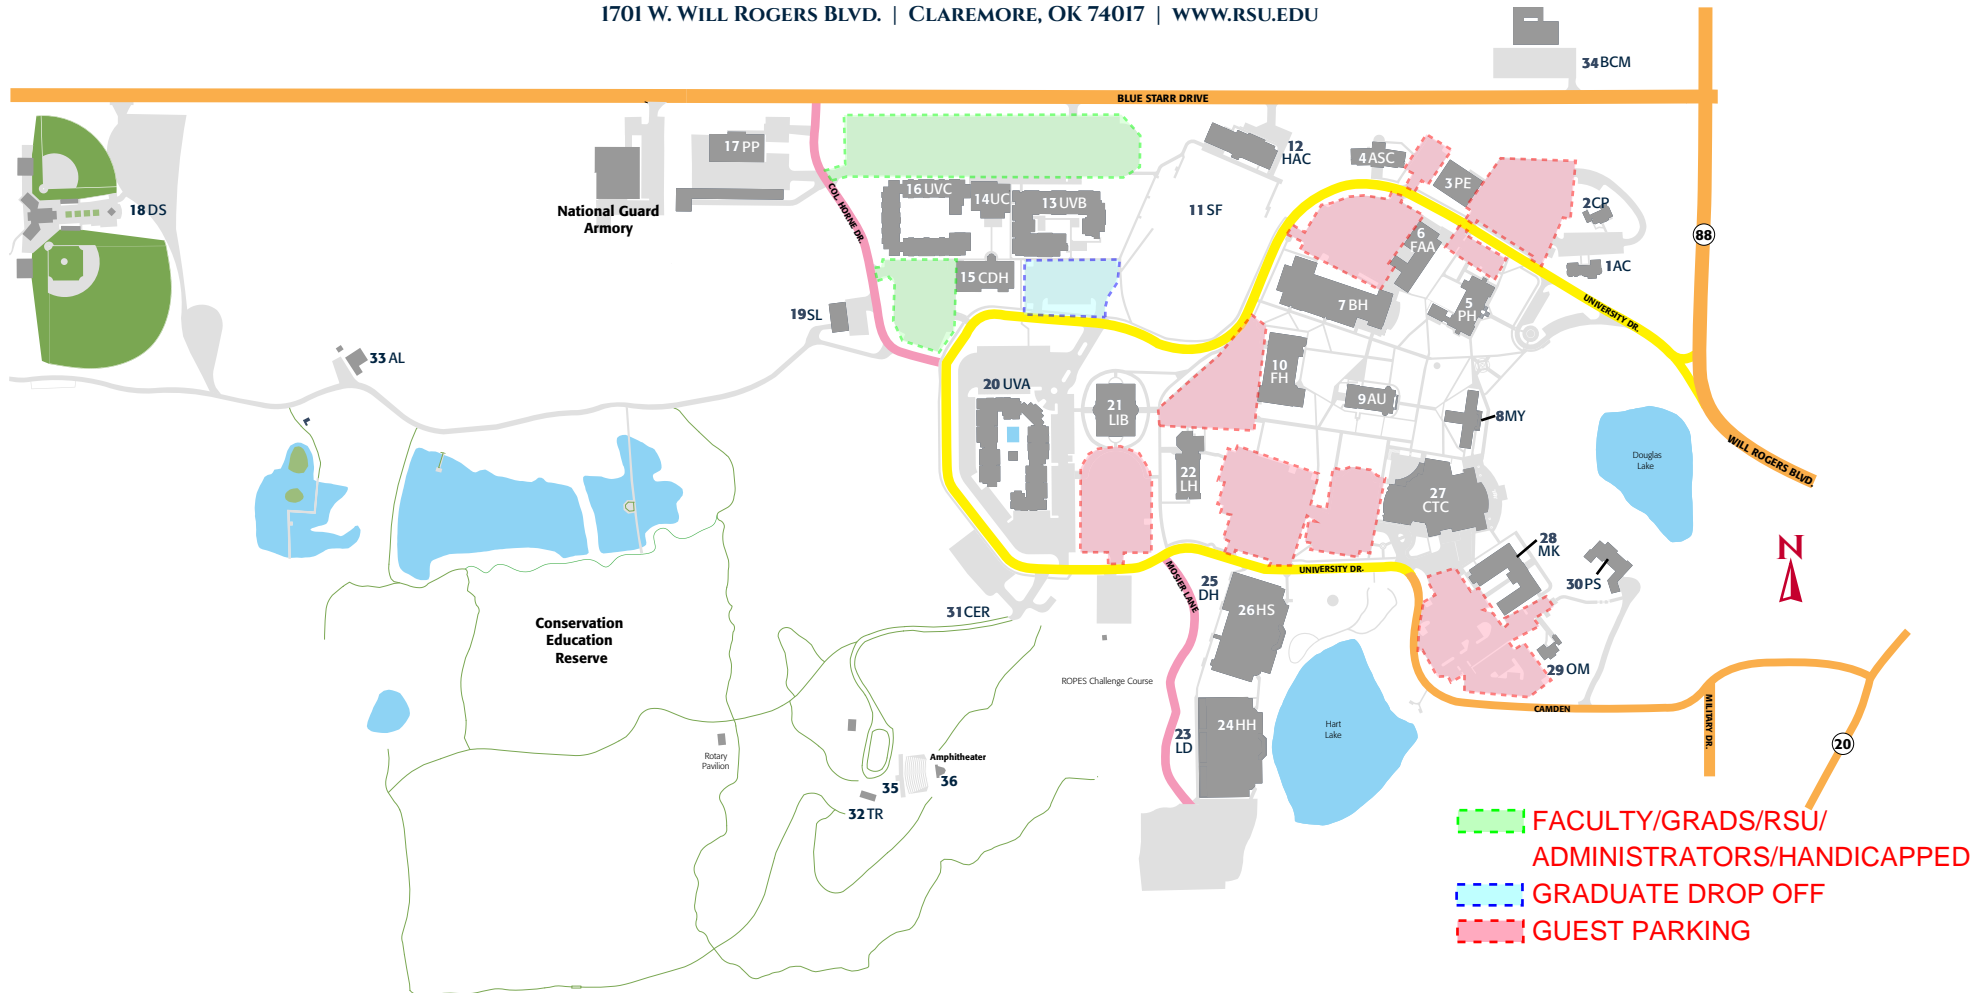 1701 W. WILL ROGERS BLVD. | CLAREMORE, OK 74017 | WWW.RSU.EDU
34 BCM
BLUE STARR DRIVE
17 PP
12
HAC
4 ASC
3 PE
2 CP
16 UVC
14 UC
13 UVB
18 DS
National Guard
Armory
COL. HORNE DR.
11 SF
6
FAA
88
1 AC
15 CDH
7 BH
5
PH
UNIVERSITY DR.
19 SL
33 AL
20 UVA
10
FH
9 AU
21
LIB
8 MY
L
WILL ROGERS BLVD.
Douglas
Lake
22
LH
27
CTC
28
MK
N
UNIVERSITY DR.
MOSIER LANE
25
DH
30 PS
26 HS
31 CER
Conservation
Education
Reserve
29 OM
ROPES Challenge Course
CAMDEN
MILITARY DR.
24 HH
Hart
Lake
23
LD
20
Rotary
Pavilion
Amphitheater
35
36
32 TR
FACULTY/GRADS/RSU/
ADMINISTRATORS/HANDICAPPED
GRADUATE DROP OFF
GUEST PARKING